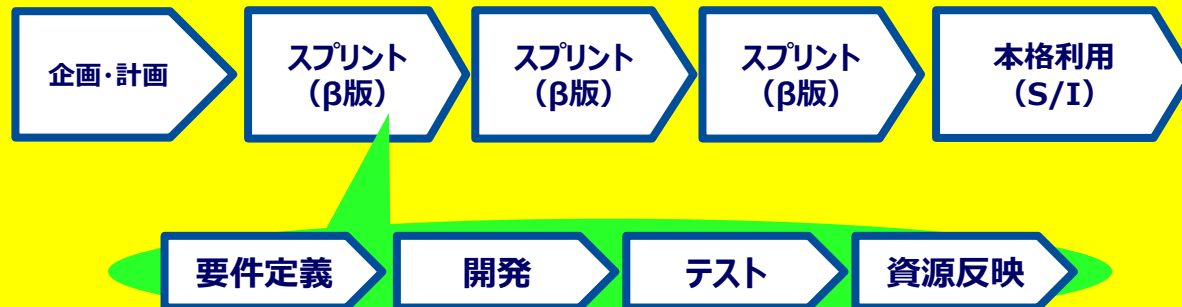 企画・計画
スプリント
（β版）
スプリント
（β版）
スプリント
（β版）
本格利用
（S/I）
要件定義
開発
テスト
資源反映